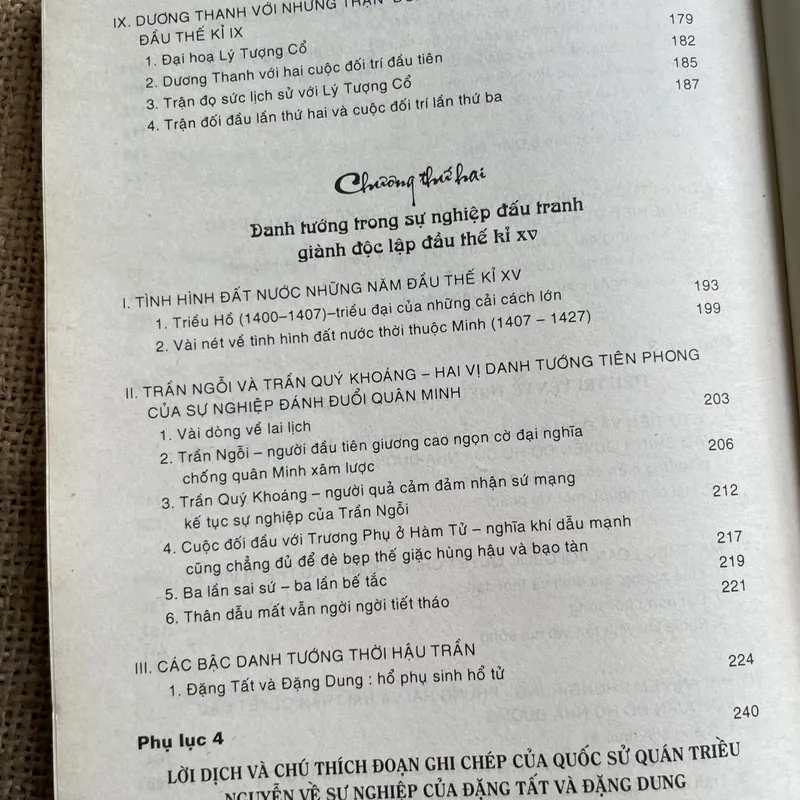 IX. DƯƠNG THANH VỚI NHỮNG TRẬN
ĐẦU THẾ KỈ IX
1. Đại hoạ Lý Tượng Cổ 179
2. Dương Thanh với hai cuộc đối trí đầu tiên 182
3. Trận đọ sức lịch sử với Lý Tượng Cổ 185
4. Trận đối đầu lần thứ hai và cuộc đối trí lần thứ ba 187
Chương thứ hai
Danh tướng trong sự nghiệp đấu tranh
giành độc lập đầu thế kỉ XV
I. TÌNH HÌNH ĐẤT NƯỚC NHỮNG NĂM ĐẦU THẾ KỈ XV
1. Triều Hồ (1400–1407)–triều đại của những cải cách lớn 193
2. Vài nét về tình hình đất nước thời thuộc Minh (1407 – 1427) 199
II. TRẦN NGỖI VÀ TRẦN QUÝ KHOÁNG – HAI VỊ DANH TƯỚNG TIÊN PHONG
CỦA SỰ NGHIỆP ĐÁNH ĐUỔI QUÂN MINH
1. Vài dòng về lai lịch 203
2. Trần Ngỗi – người đầu tiên giương cao ngọn cờ đại nghĩa
chống quân Minh xâm lược 206
3. Trần Quý Khoáng – người quả cảm đảm nhận sứ mạng
kế tục sự nghiệp của Trần Ngỗi 212
4. Cuộc đối đầu với Trương Phụ ở Hàm Tử – nghĩa khí dẫu mạnh
cũng chẳng đủ để đè bẹp thế giặc hùng hậu và bạo tàn 217
5. Ba lần sai sứ – ba lần bế tắc 219
6. Thân dẫu mất vẫn ngời ngời tiết tháo 221
III. CÁC BẬC DANH TƯỚNG THỜI HẬU TRẦN
1. Đặng Tất và Đặng Dung : hổ phụ sinh hổ tử 224
Phụ lục 4 240
LỜI DỊCH VÀ CHÚ THÍCH ĐOẠN GHI CHÉP CỦA QUỐC SỬ QUÁN TRIỀU
NGUYỄN VỀ SỰ NGHIỆP CỦA ĐẶNG TẤT VÀ ĐẶNG DUNG